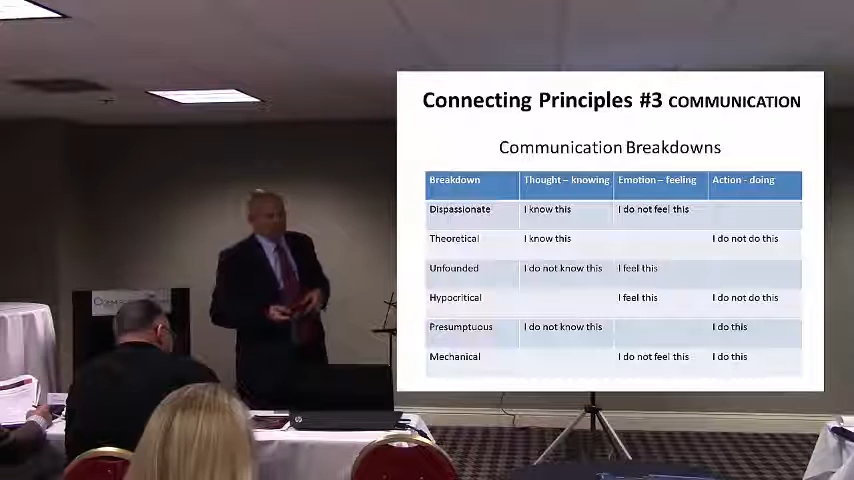 Connecting Principles #3 COMMUNICATION
Communication Breakdowns
Breakdown Thought – knowing Emotion – feeling Action - doing
Dispassionate I know this I do not feel this
Theoretical I know this I do not do this
Unfounded I do not know this I feel this
Hypocritical I feel this I do not do this
Presumptuous I do not know this I do this
Mechanical I do not feel this I do this
hp